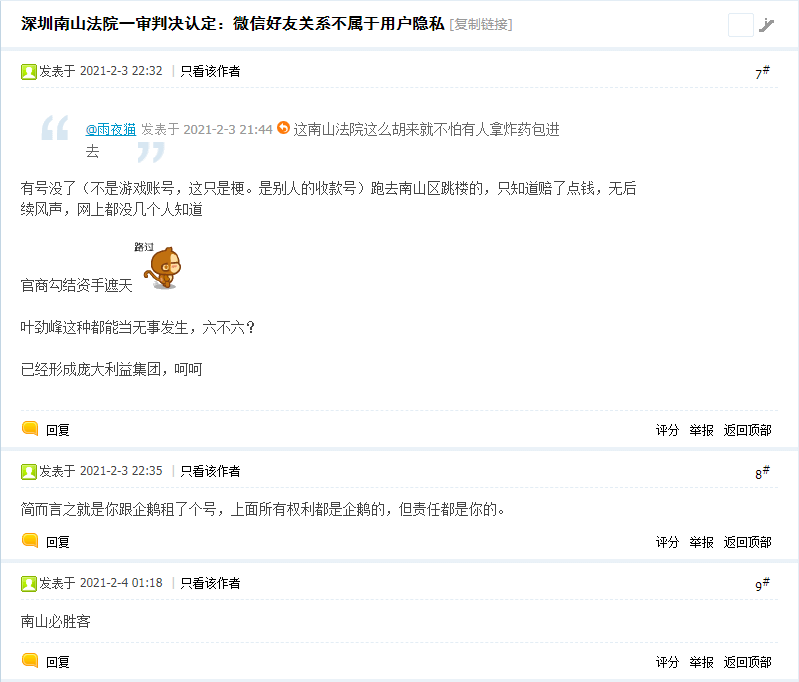 深圳南山法院一审判决认定：微信好友关系不属于用户隐私 [复制链接]
发表于 2021-2-3 22:32 | 只看该作者 7#
@雨夜猫 发表于 2021-2-3 21:44 这南山法院这么胡来就不怕有人拿炸药包进
去
有号没了（不是游戏账号，这只是梗。是别人的收款号）跑去南山区跳楼的，只知道赔了点钱，无后
续风声，网上都没几个人知道
路过
官商勾结资手遮天
叶劲峰这种都能当无事发生，六不六？
已经形成庞大利益集团，呵呵
回复 评分 举报 返回顶部
发表于 2021-2-3 22:35 | 只看该作者 8#
简而言之就是你跟企鹅租了个号，上面所有权利都是企鹅的，但责任都是你的。
回复 评分 举报 返回顶部
发表于 2021-2-4 01:18 | 只看该作者 9#
南山必胜客
回复 评分 举报 返回顶部